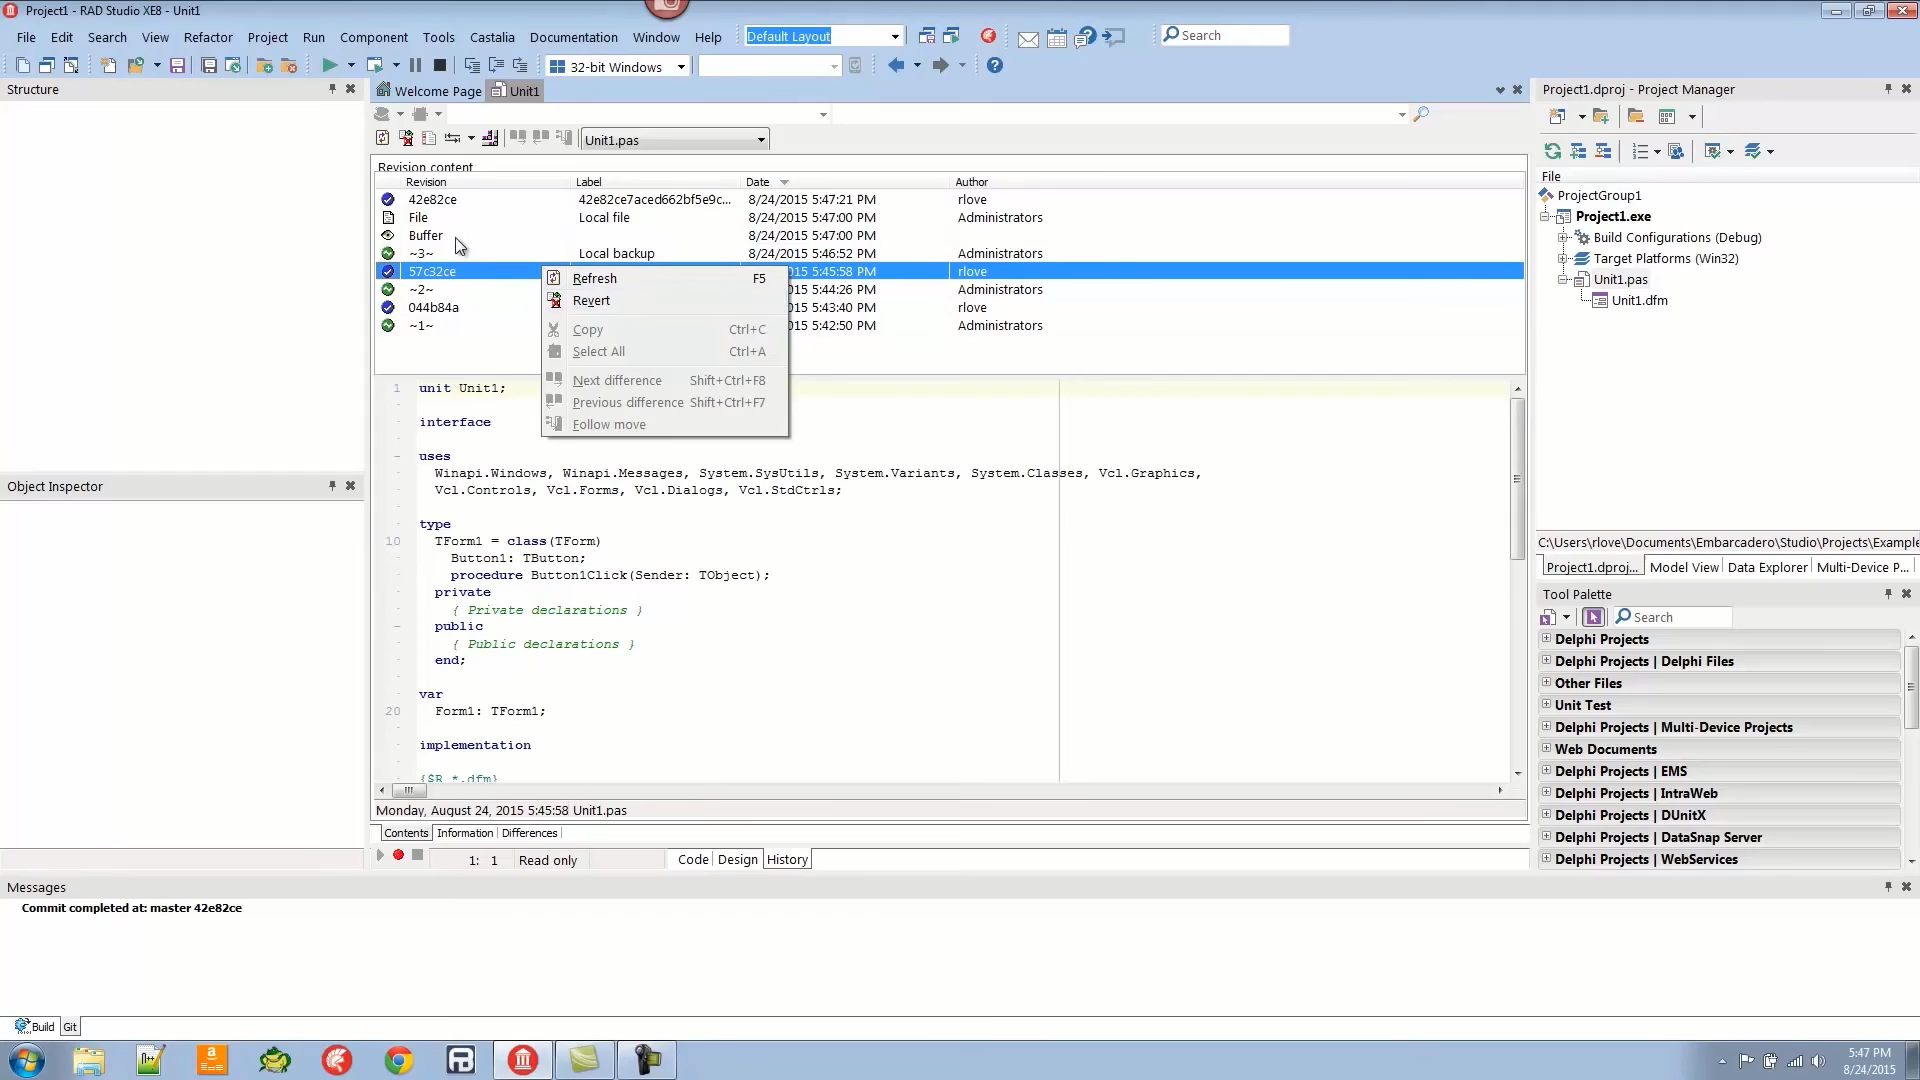 Project1 - RAD Studio XE8 - Unit1
File Edit Search View Refactor Project Run Component Tools Castalia Documentation Window Help Default Layout Search
32-bit Windows
Structure
Welcome Page Unit1
Project1.dproj - Project Manager
Unit1.pas
Revision content
File
Revision Label Date Author
42e82ce 42e82ce7aced662bf5e9c... 8/24/2015 5:47:21 PM rlove
File Local file 8/24/2015 5:47:00 PM Administrators
Buffer 8/24/2015 5:47:00 PM
~3~ Local backup 8/24/2015 5:46:52 PM Administrators
57c32ce 015 5:45:58 PM rlove
~2~ 015 5:44:26 PM Administrators
044b84a 015 5:43:40 PM rlove
~1~ 015 5:42:50 PM Administrators
Refresh F5
Revert
Copy Ctrl+C
Select All Ctrl+A
Next difference Shift+Ctrl+F8
Previous difference Shift+Ctrl+F7
Follow move
ProjectGroup1
Project1.exe
Build Configurations (Debug)
Target Platforms (Win32)
Unit1.pas
Unit1.dfm
1 unit Unit1;
interface
uses
Winapi.Windows, Winapi.Messages, System.SysUtils, System.Variants, System.Classes, Vcl.Graphics,
Vcl.Controls, Vcl.Forms, Vcl.Dialogs, Vcl.StdCtrls;
type
10 TForm1 = class(TForm)
Button1: TButton;
procedure Button1Click(Sender: TObject);
private
{ Private declarations }
public
{ Public declarations }
end;
var
20 Form1: TForm1;
implementation
{$R *.dfm}
Monday, August 24, 2015 5:45:58 Unit1.pas
Contents Information Differences
1: 1 Read only Code Design History
Object Inspector
C:\Users\rlove\Documents\Embarcadero\Studio\Projects\Example
Project1.dproj... Model View Data Explorer Multi-Device P...
Tool Palette
Search
Delphi Projects
Delphi Projects | Delphi Files
Other Files
Unit Test
Delphi Projects | Multi-Device Projects
Web Documents
Delphi Projects | EMS
Delphi Projects | IntraWeb
Delphi Projects | DUnitX
Delphi Projects | DataSnap Server
Delphi Projects | WebServices
Messages
Commit completed at: master 42e82ce
Build Git
5:47 PM
8/24/2015